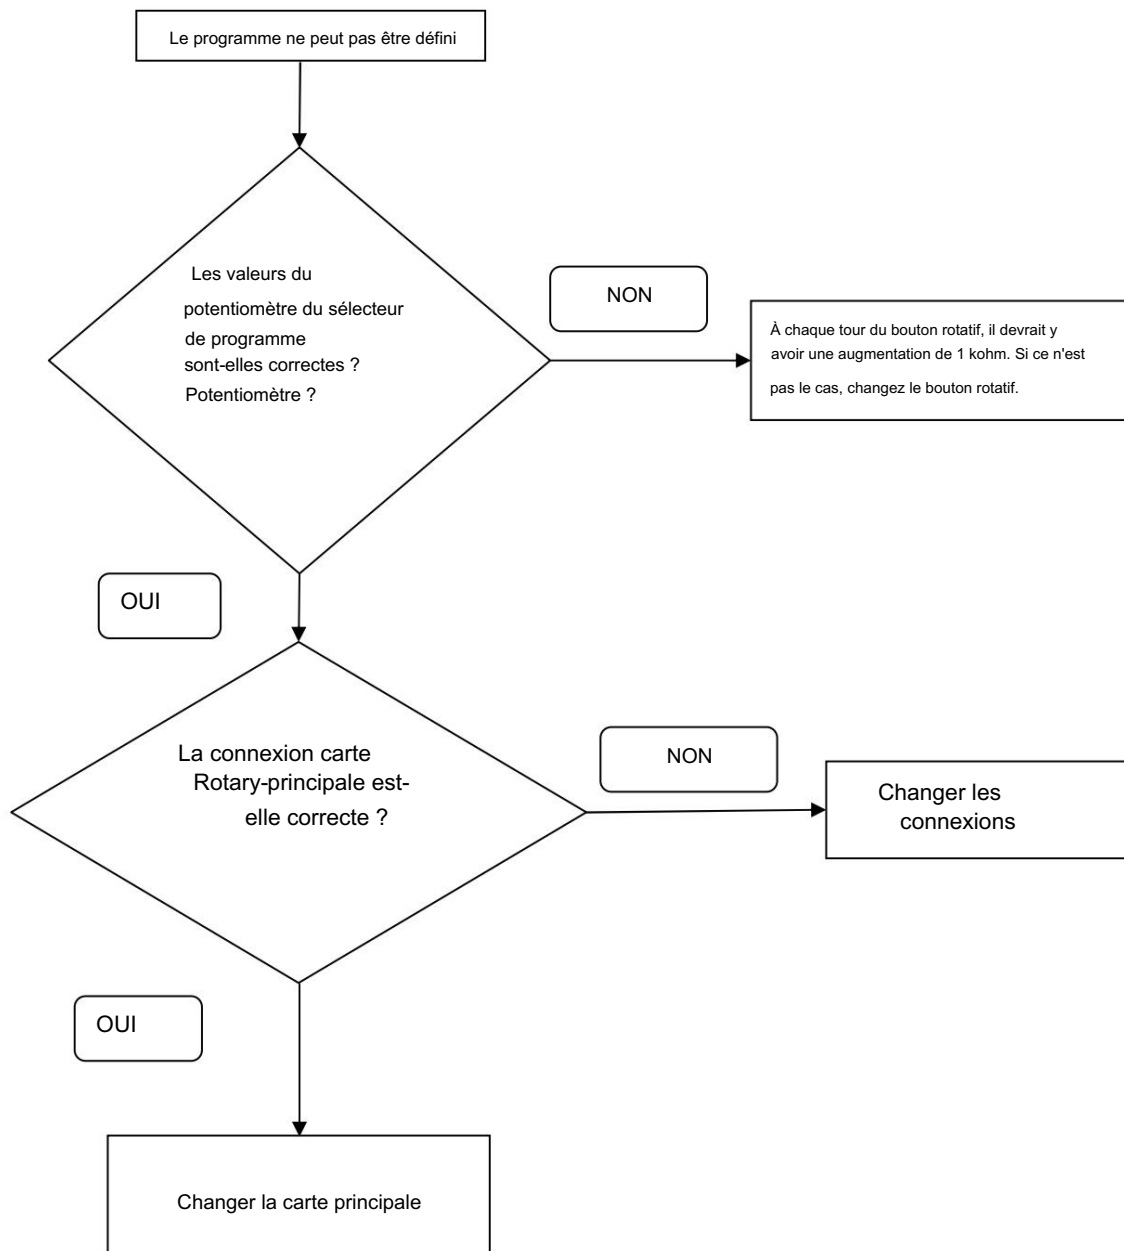 Le programme ne peut pas être défini
Les valeurs du
potentiomètre du sélecteur
de programme
sont-elles correctes ?
Potentiomètre ?
NON
À chaque tour du bouton rotatif, il devrait y
avoir une augmentation de 1 kohm. Si ce n'est
pas le cas, changez le bouton rotatif.
OUI
La connexion carte
Rotary-principale est-
elle correcte ?
NON
Changer les
connexions
OUI
Changer la carte principale